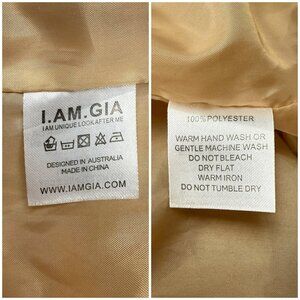 I.AM.GIA
I AM UNIQUE LOOK AFTER ME
DESIGNED IN AUSTRALIA
MADE IN CHINA
WWW.IAMGIA.COM
100% POLYESTER
WARM HAND WASH OR
GENTLE MACHINE WASH
DO NOT BLEACH
DRY FLAT
WARM IRON
DO NOT TUMBLE DRY